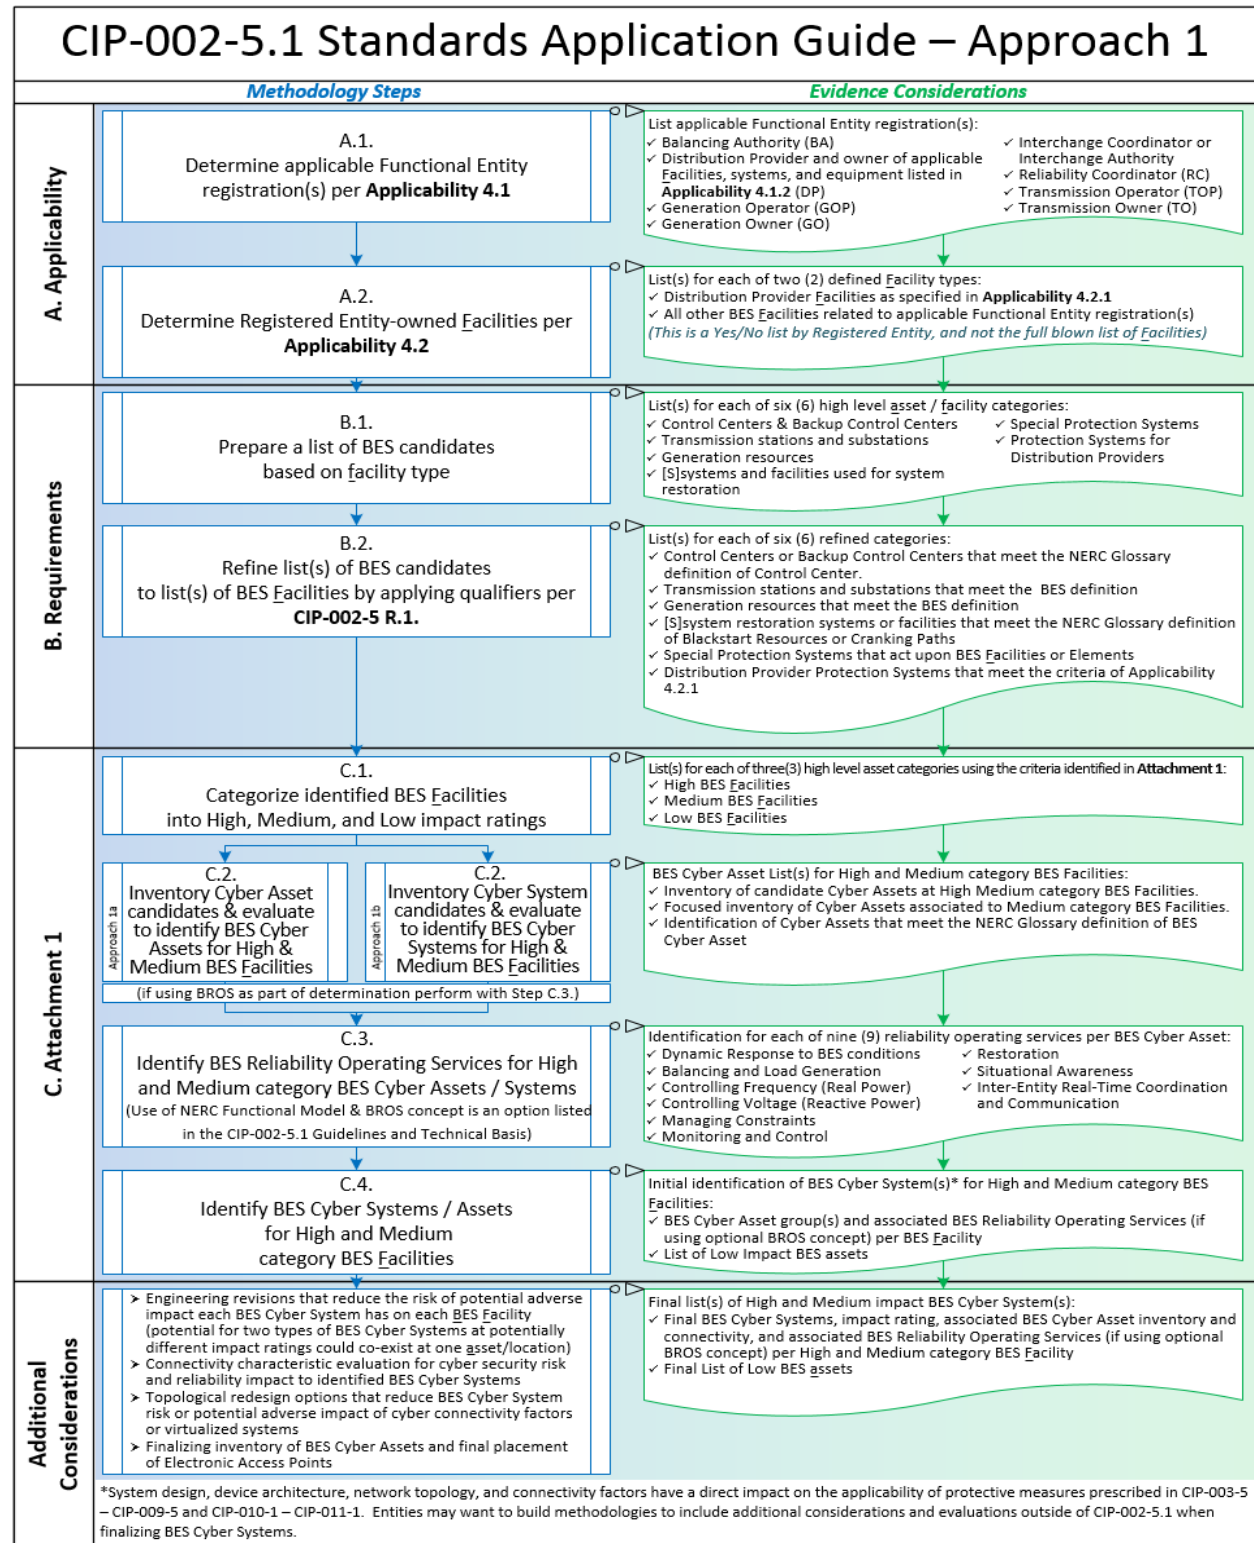 CIP-002-5.1 Standards Application Guide – Approach 1
Methodology Steps
Evidence Considerations
A. Applicability
A.1.
Determine applicable Functional Entity
registration(s) per Applicability 4.1
List applicable Functional Entity registration(s):
✓ Balancing Authority (BA)
✓ Distribution Provider and owner of applicable
Facilities, systems, and equipment listed in
Applicability 4.1.2 (DP)
✓ Generation Operator (GOP)
✓ Generation Owner (GO)
✓ Interchange Coordinator or
Interchange Authority
✓ Reliability Coordinator (RC)
✓ Transmission Operator (TOP)
✓ Transmission Owner (TO)
A.2.
Determine Registered Entity-owned Facilities per
Applicability 4.2
List(s) for each of two (2) defined Facility types:
✓ Distribution Provider Facilities as specified in Applicability 4.2.1
✓ All other BES Facilities related to applicable Functional Entity registration(s)
(This is a Yes/No list by Registered Entity, and not the full blown list of Facilities)
B. Requirements
B.1.
Prepare a list of BES candidates
based on facility type
List(s) for each of six (6) high level asset / facility categories:
✓ Control Centers & Backup Control Centers
✓ Transmission stations and substations
✓ Generation resources
✓ [S]systems and facilities used for system
restoration
✓ Special Protection Systems
✓ Protection Systems for
Distribution Providers
B.2.
Refine list(s) of BES candidates
to list(s) of BES Facilities by applying qualifiers per
CIP-002-5 R.1.
List(s) for each of six (6) refined categories:
✓ Control Centers or Backup Control Centers that meet the NERC Glossary
definition of Control Center.
✓ Transmission stations and substations that meet the BES definition
✓ Generation resources that meet the BES definition
✓ [S]system restoration systems or facilities that meet the NERC Glossary definition
of Blackstart Resources or Cranking Paths
✓ Special Protection Systems that act upon BES Facilities or Elements
✓ Distribution Provider Protection Systems that meet the criteria of Applicability
4.2.1
C. Attachment 1
C.1.
Categorize identified BES Facilities
into High, Medium, and Low impact ratings
List(s) for each of three(3) high level asset categories using the criteria identified in Attachment 1:
✓ High BES Facilities
✓ Medium BES Facilities
✓ Low BES Facilities
Approach 1a
C.2.
Inventory Cyber Asset
candidates & evaluate
to identify BES Cyber
Assets for High &
Medium BES Facilities
Approach 1b
C.2.
Inventory Cyber System
candidates & evaluate
to identify BES Cyber
Systems for High &
Medium BES Facilities
(if using BROS as part of determination perform with Step C.3.)
BES Cyber Asset List(s) for High and Medium category BES Facilities:
✓ Inventory of candidate Cyber Assets at High Medium category BES Facilities.
✓ Focused inventory of Cyber Assets associated to Medium category BES Facilities.
✓ Identification of Cyber Assets that meet the NERC Glossary definition of BES
Cyber Asset
C.3.
Identify BES Reliability Operating Services for High
and Medium category BES Cyber Assets / Systems
(Use of NERC Functional Model & BROS concept is an option listed
in the CIP-002-5.1 Guidelines and Technical Basis)
Identification for each of nine (9) reliability operating services per BES Cyber Asset:
✓ Dynamic Response to BES conditions
✓ Balancing and Load Generation
✓ Controlling Frequency (Real Power)
✓ Controlling Voltage (Reactive Power)
✓ Managing Constraints
✓ Monitoring and Control
✓ Restoration
✓ Situational Awareness
✓ Inter-Entity Real-Time Coordination
and Communication
C.4.
Identify BES Cyber Systems / Assets
for High and Medium
category BES Facilities
Initial identification of BES Cyber System(s)* for High and Medium category BES
Facilities:
✓ BES Cyber Asset group(s) and associated BES Reliability Operating Services (if
using optional BROS concept) per BES Facility
✓ List of Low Impact BES assets
Additional
Considerations
➢ Engineering revisions that reduce the risk of potential adverse
impact each BES Cyber System has on each BES Facility
(potential for two types of BES Cyber Systems at potentially
different impact ratings could co-exist at one asset/location)
➢ Connectivity characteristic evaluation for cyber security risk
and reliability impact to identified BES Cyber Systems
➢ Topological redesign options that reduce BES Cyber System
risk or potential adverse impact of cyber connectivity factors
or virtualized systems
➢ Finalizing inventory of BES Cyber Assets and final placement
of Electronic Access Points
Final list(s) of High and Medium impact BES Cyber System(s):
✓ Final BES Cyber Systems, impact rating, associated BES Cyber Asset inventory and
connectivity, and associated BES Reliability Operating Services (if using optional
BROS concept) per High and Medium category BES Facility
✓ Final List of Low BES assets
*System design, device architecture, network topology, and connectivity factors have a direct impact on the applicability of protective measures prescribed in CIP-003-5
– CIP-009-5 and CIP-010-1 – CIP-011-1. Entities may want to build methodologies to include additional considerations and evaluations outside of CIP-002-5.1 when
finalizing BES Cyber Systems.